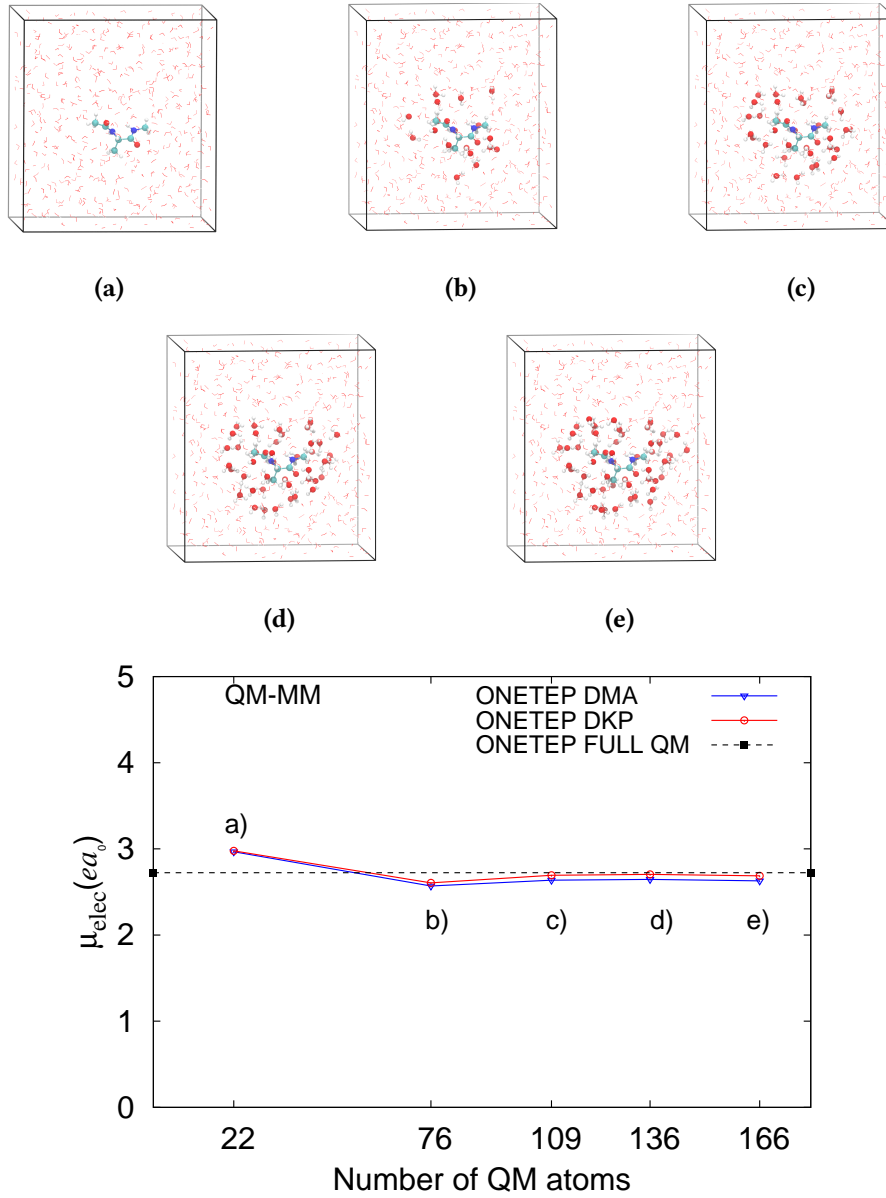 (a)
(b)
(c)
(d)
(e)
QM-MM
ONETEP DMA
ONETEP DKP
ONETEP FULL QM
5
4
3
2
1
0
μelec(ea0)
a)
b)
c)
d)
e)
22
76
109
136
166
Number of QM atoms